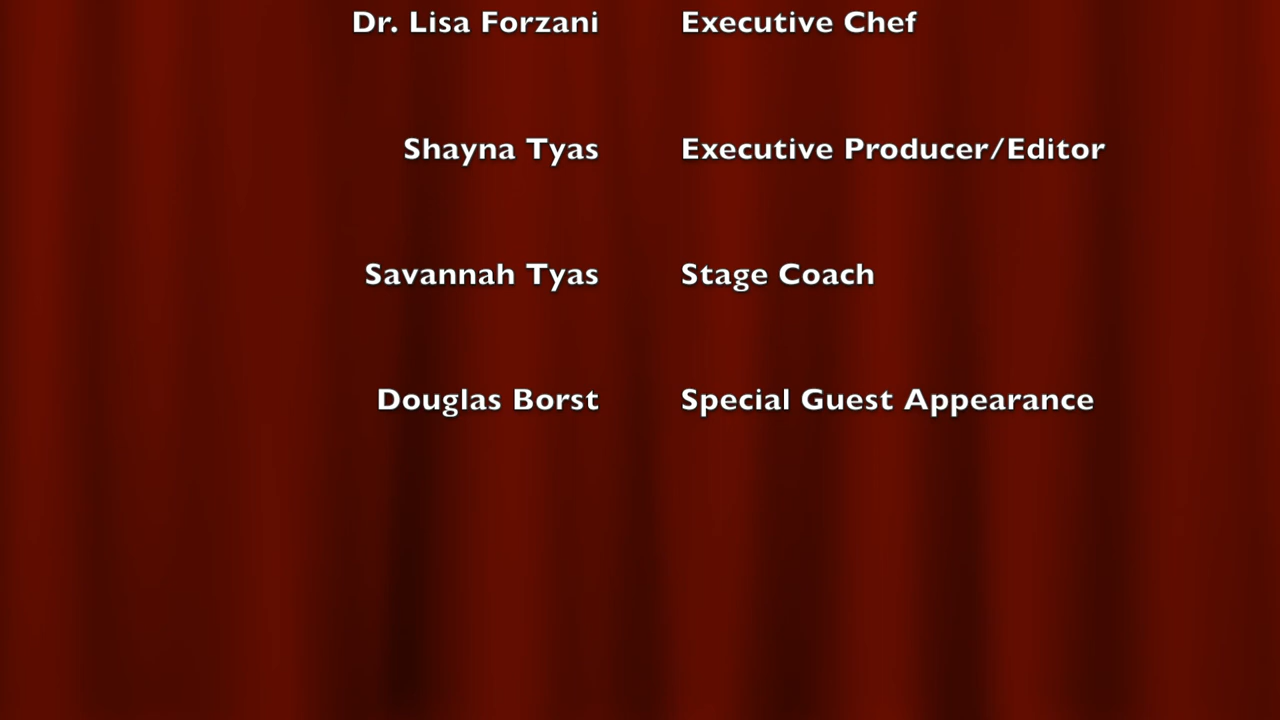 Dr. Lisa Forzani Executive Chef
Shayna Tyas Executive Producer/Editor
Savannah Tyas Stage Coach
Douglas Borst Special Guest Appearance